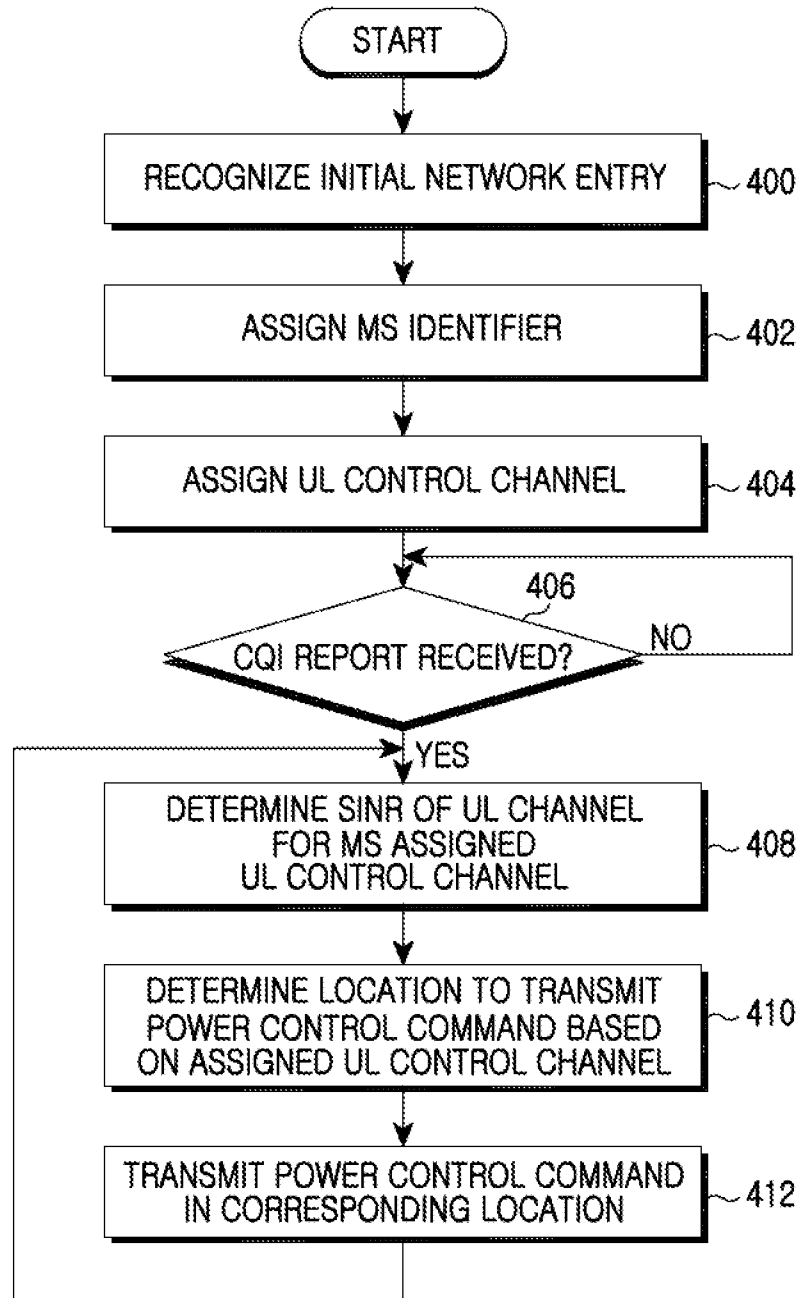 START
RECOGNIZE INITIAL NETWORK ENTRY
400
ASSIGN MS IDENTIFIER
402
ASSIGN UL CONTROL CHANNEL
404
406
CQI REPORT RECEIVED?
NO
YES
DETERMINE SINR OF UL CHANNEL
FOR MS ASSIGNED
UL CONTROL CHANNEL
408
DETERMINE LOCATION TO TRANSMIT
POWER CONTROL COMMAND BASED
ON ASSIGNED UL CONTROL CHANNEL
410
TRANSMIT POWER CONTROL COMMAND
IN CORRESPONDING LOCATION
412